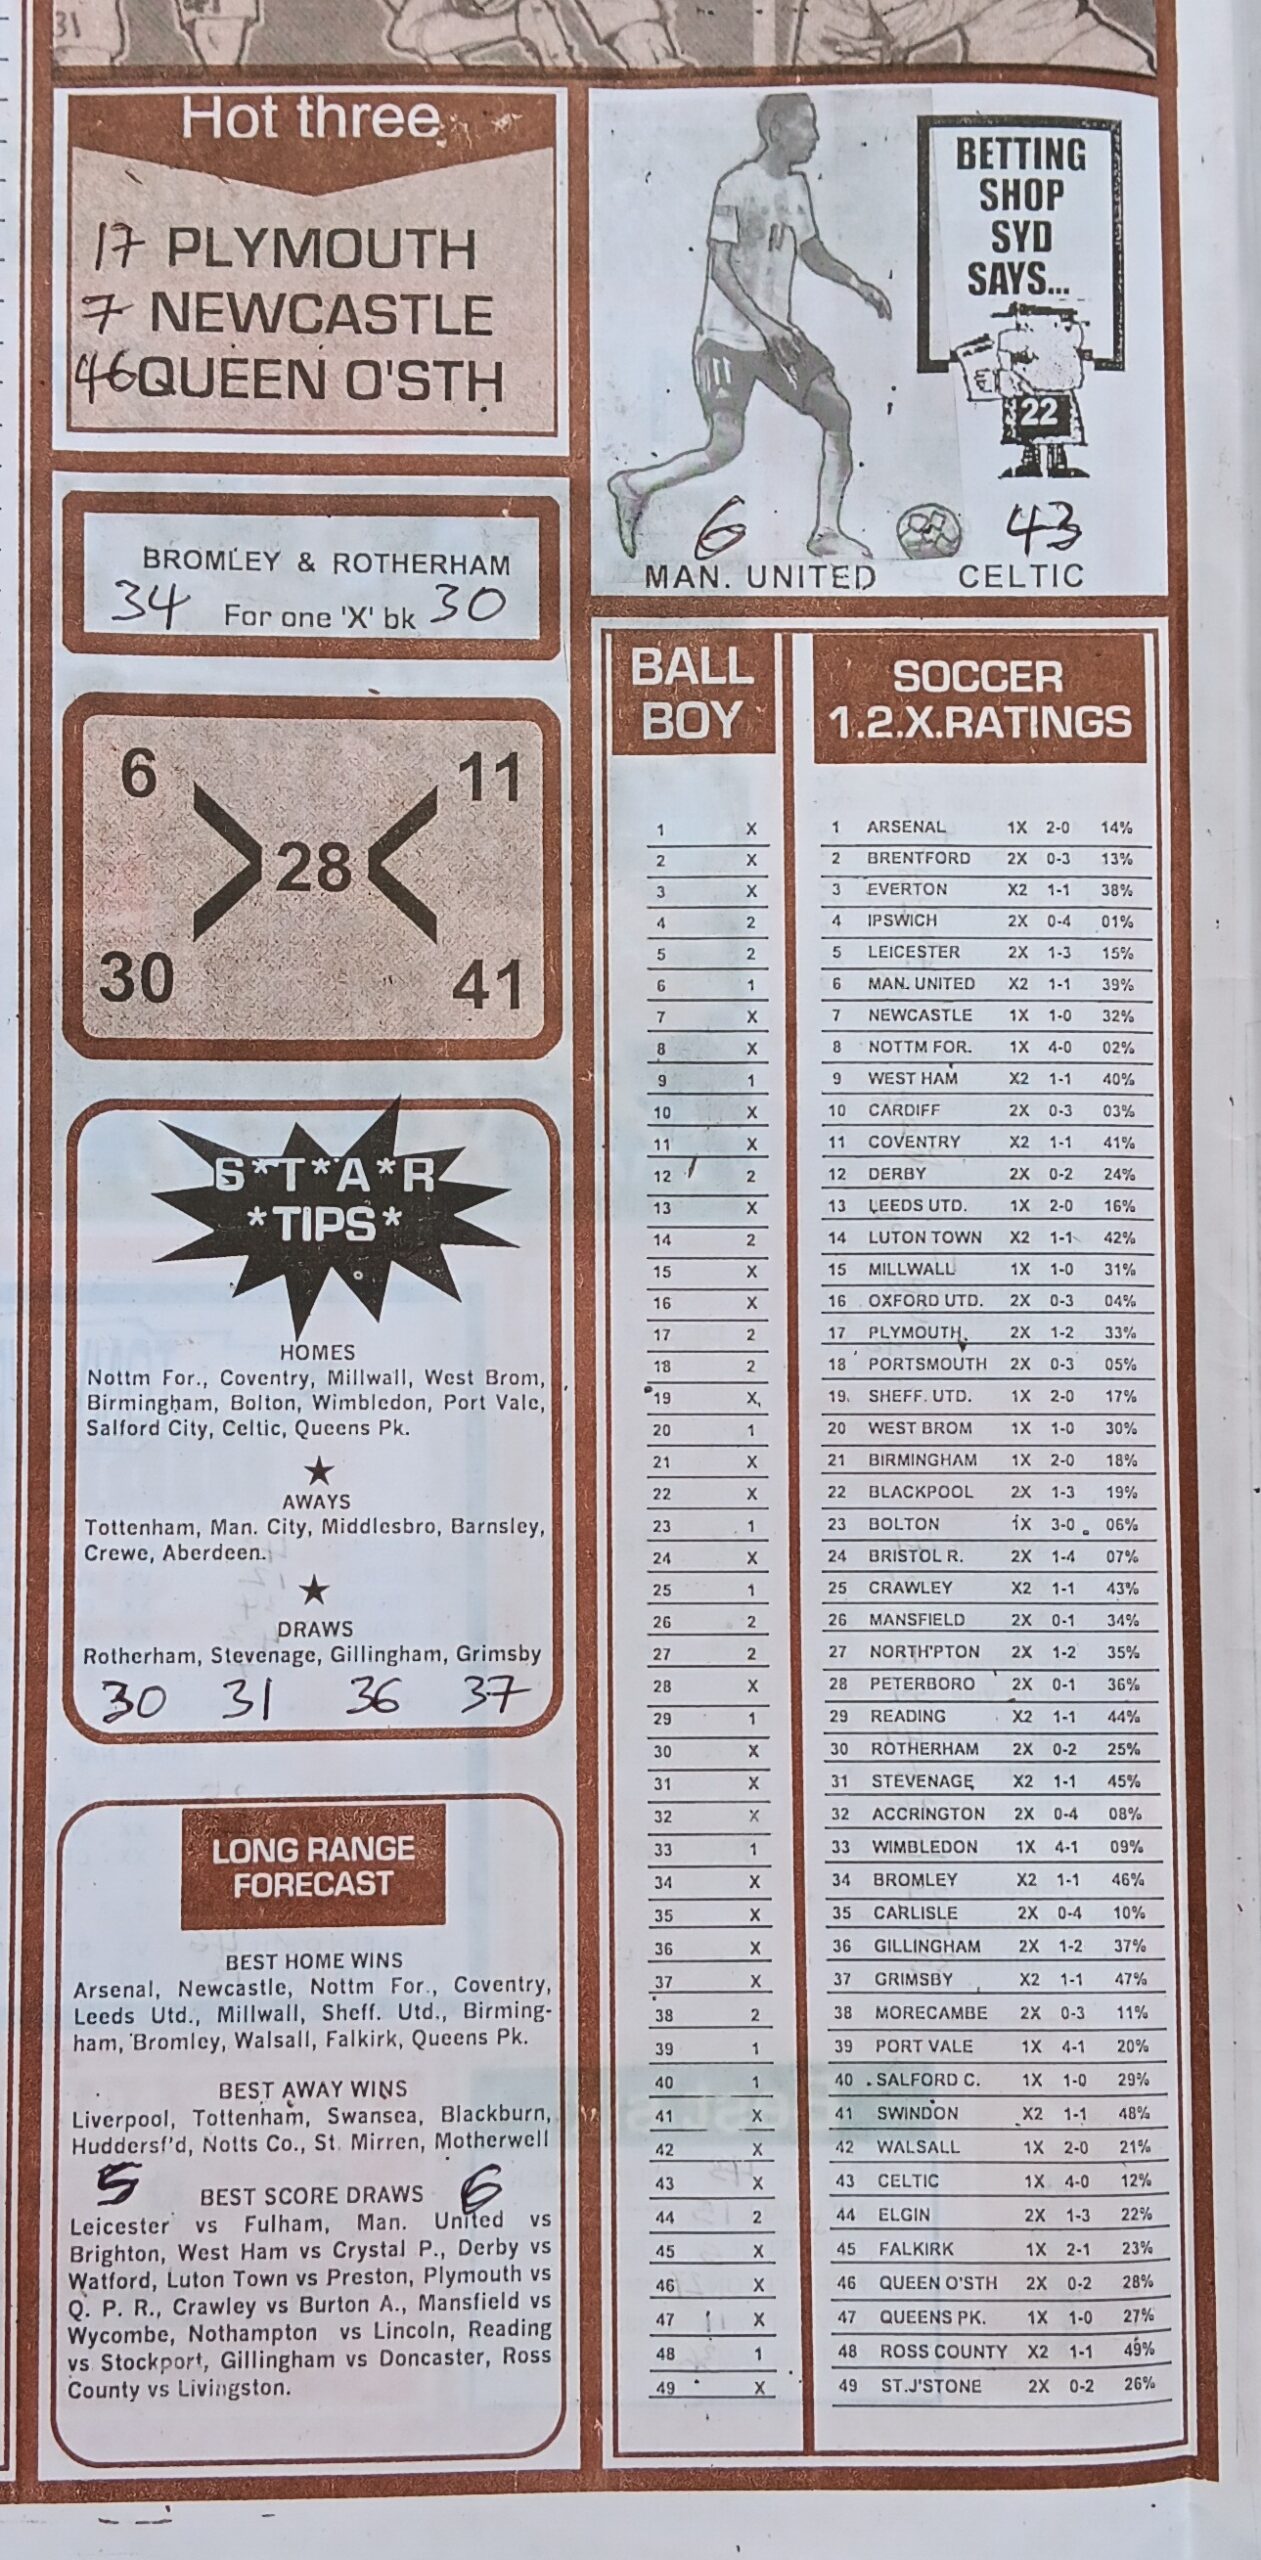 31
Hot three
17 PLYMOUTH
7 NEWCASTLE
46 QUEEN O'STH
BETTING
SHOP
SYD
SAYS...
22
6 43
MAN. UNITED CELTIC
BROMLEY & ROTHERHAM
34 For one 'X' bk 30
6 11
28
30 41
S*T*A*R
*TIPS*
HOMES
Nottm For., Coventry, Millwall, West Brom,
Birmingham, Bolton, Wimbledon, Port Vale,
Salford City, Celtic, Queens Pk.
AWAYS
Tottenham, Man. City, Middlesbro, Barnsley,
Crewe, Aberdeen.
DRAWS
Rotherham, Stevenage, Gillingham, Grimsby
30 31 36 37
LONG RANGE
FORECAST
BEST HOME WINS
Arsenal, Newcastle, Nottm For., Coventry,
Leeds Utd., Millwall, Sheff. Utd., Birming-
ham, Bromley, Walsall, Falkirk, Queens Pk.
BEST AWAY WINS
Liverpool, Tottenham, Swansea, Blackburn,
Huddersf'd, Notts Co., St. Mirren, Motherwell
5 BEST SCORE DRAWS 6
Leicester vs Fulham, Man. United vs
Brighton, West Ham vs Crystal P., Derby vs
Watford, Luton Town vs Preston, Plymouth vs
Q. P. R., Crawley vs Burton A., Mansfield vs
Wycombe, Nothampton vs Lincoln, Reading
vs Stockport, Gillingham vs Doncaster, Ross
County vs Livingston.
BALL
BOY
1 X
2 X
3 X
4 2
5 2
6 1
7 X
8 X
9 1
10 X
11 X
12 2
13 X
14 2
15 X
16 X
17 2
18 2
19 X
20 1
21 X
22 X
23 1
24 X
25 1
26 2
27 2
28 X
29 1
30 X
31 X
32 X
33 1
34 X
35 X
36 X
37 X
38 2
39 1
40 1
41 X
42 X
43 X
44 2
45 X
46 X
47 X
48 1
49 X
SOCCER
1.2.X.RATINGS
1 ARSENAL 1X 2-0 14%
2 BRENTFORD 2X 0-3 13%
3 EVERTON X2 1-1 38%
4 IPSWICH 2X 0-4 01%
5 LEICESTER 2X 1-3 15%
6 MAN. UNITED X2 1-1 39%
7 NEWCASTLE 1X 1-0 32%
8 NOTTM FOR. 1X 4-0 02%
9 WEST HAM X2 1-1 40%
10 CARDIFF 2X 0-3 03%
11 COVENTRY X2 1-1 41%
12 DERBY 2X 0-2 24%
13 LEEDS UTD. 1X 2-0 16%
14 LUTON TOWN X2 1-1 42%
15 MILLWALL 1X 1-0 31%
16 OXFORD UTD. 2X 0-3 04%
17 PLYMOUTH. 2X 1-2 33%
18 PORTSMOUTH 2X 0-3 05%
19. SHEFF. UTD. 1X 2-0 17%
20 WEST BROM 1X 1-0 30%
21 BIRMINGHAM 1X 2-0 18%
22 BLACKPOOL 2X 1-3 19%
23 BOLTON 1X 3-0 06%
24 BRISTOL R. 2X 1-4 07%
25 CRAWLEY X2 1-1 43%
26 MANSFIELD 2X 0-1 34%
27 NORTH'PTON 2X 1-2 35%
28 PETERBORO 2X 0-1 36%
29 READING X2 1-1 44%
30 ROTHERHAM 2X 0-2 25%
31 STEVENAGE X2 1-1 45%
32 ACCRINGTON 2X 0-4 08%
33 WIMBLEDON 1X 4-1 09%
34 BROMLEY X2 1-1 46%
35 CARLISLE 2X 0-4 10%
36 GILLINGHAM 2X 1-2 37%
37 GRIMSBY X2 1-1 47%
38 MORECAMBE 2X 0-3 11%
39 PORT VALE 1X 4-1 20%
40 SALFORD C. 1X 1-0 29%
41 SWINDON X2 1-1 48%
42 WALSALL 1X 2-0 21%
43 CELTIC 1X 4-0 12%
44 ELGIN 2X 1-3 22%
45 FALKIRK 1X 2-1 23%
46 QUEEN O'STH 2X 0-2 28%
47 QUEENS PK. 1X 1-0 27%
48 ROSS COUNTY X2 1-1 49%
49 ST.J'STONE 2X 0-2 26%